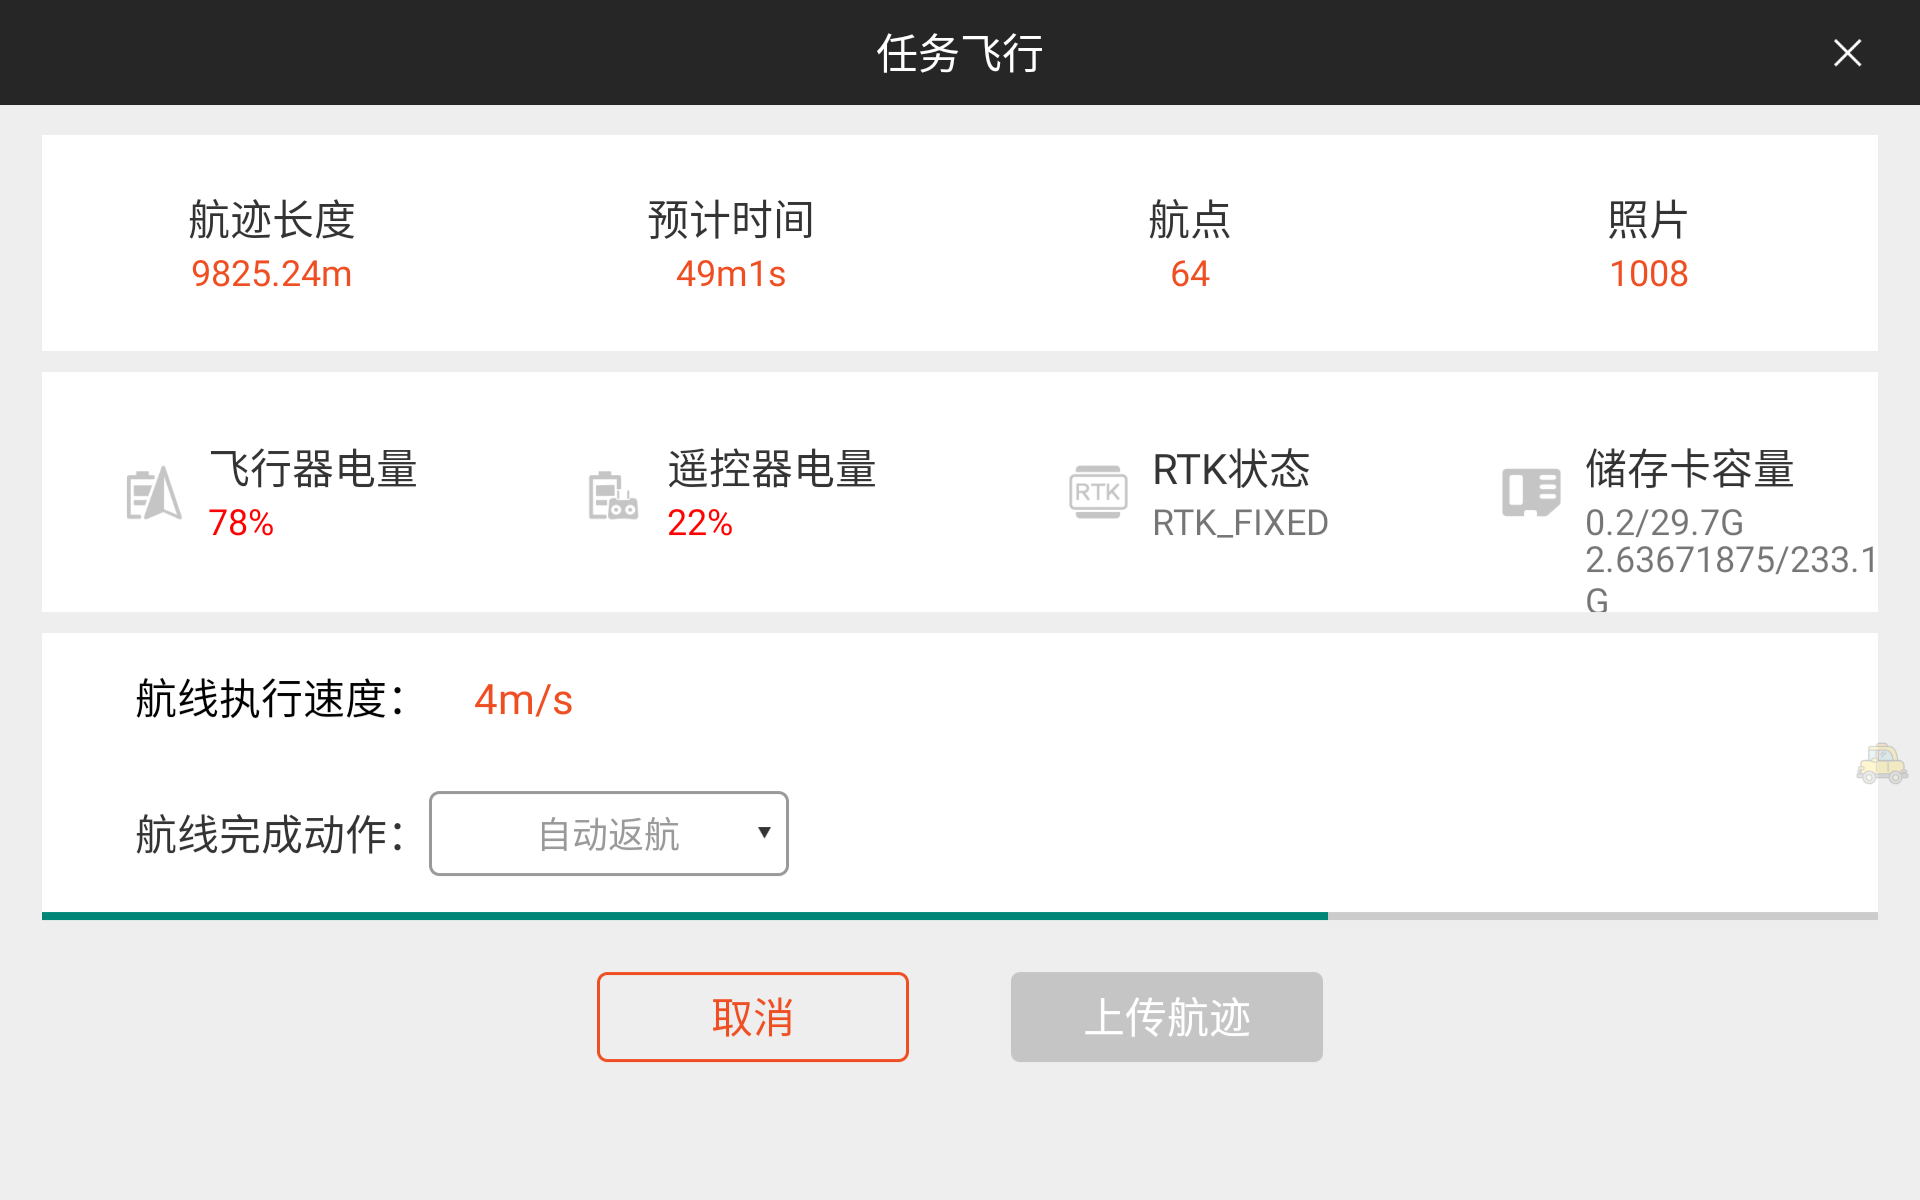 任务飞行
航迹长度
9825.24m
预计时间
49m1s
航点
64
照片
1008
飞行器电量
78%
遥控器电量
22%
RTK
RTK状态
RTK_FIXED
储存卡容量
0.2/29.7G
2.63671875/233.1
G
航线执行速度：
4m/s
航线完成动作：
自动返航
取消
上传航迹